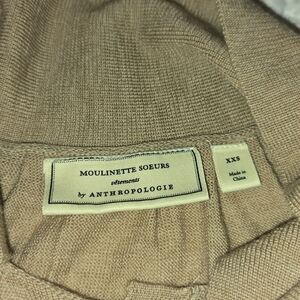 MOULINETTE SOEURS
vêtements
by ANTHROPOLOGIE
XXS
Made in
China